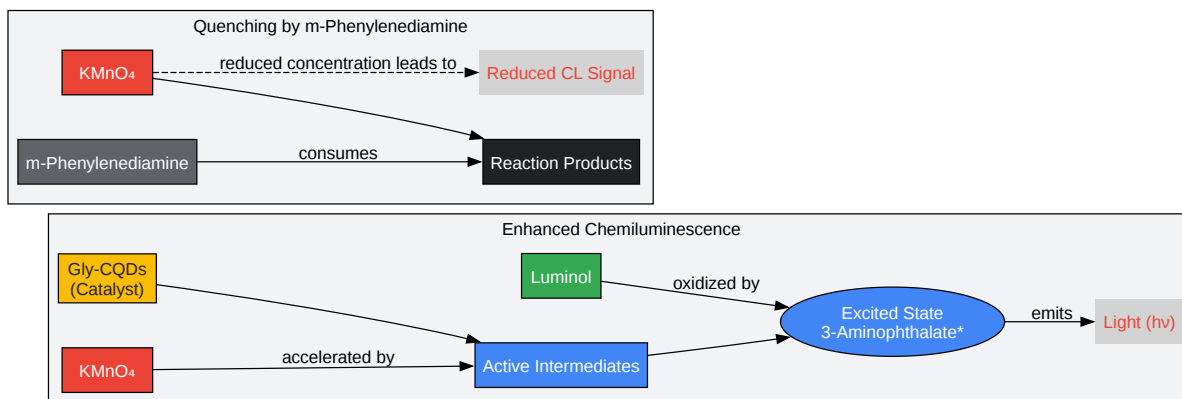 Quenching by m-Phenylenediamine
KMnO₄
reduced concentration leads to
Reduced CL Signal
m-Phenylenediamine
consumes
Reaction Products
Enhanced Chemiluminescence
Gly-CQDs
(Catalyst)
Luminol
oxidized by
Excited State
3-Aminophthalate*
emits
Light (hν)
KMnO₄
accelerated by
Active Intermediates